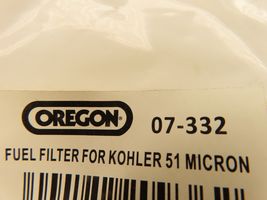 OREGON® 07-332
FUEL FILTER FOR KOHLER 51 MICRON